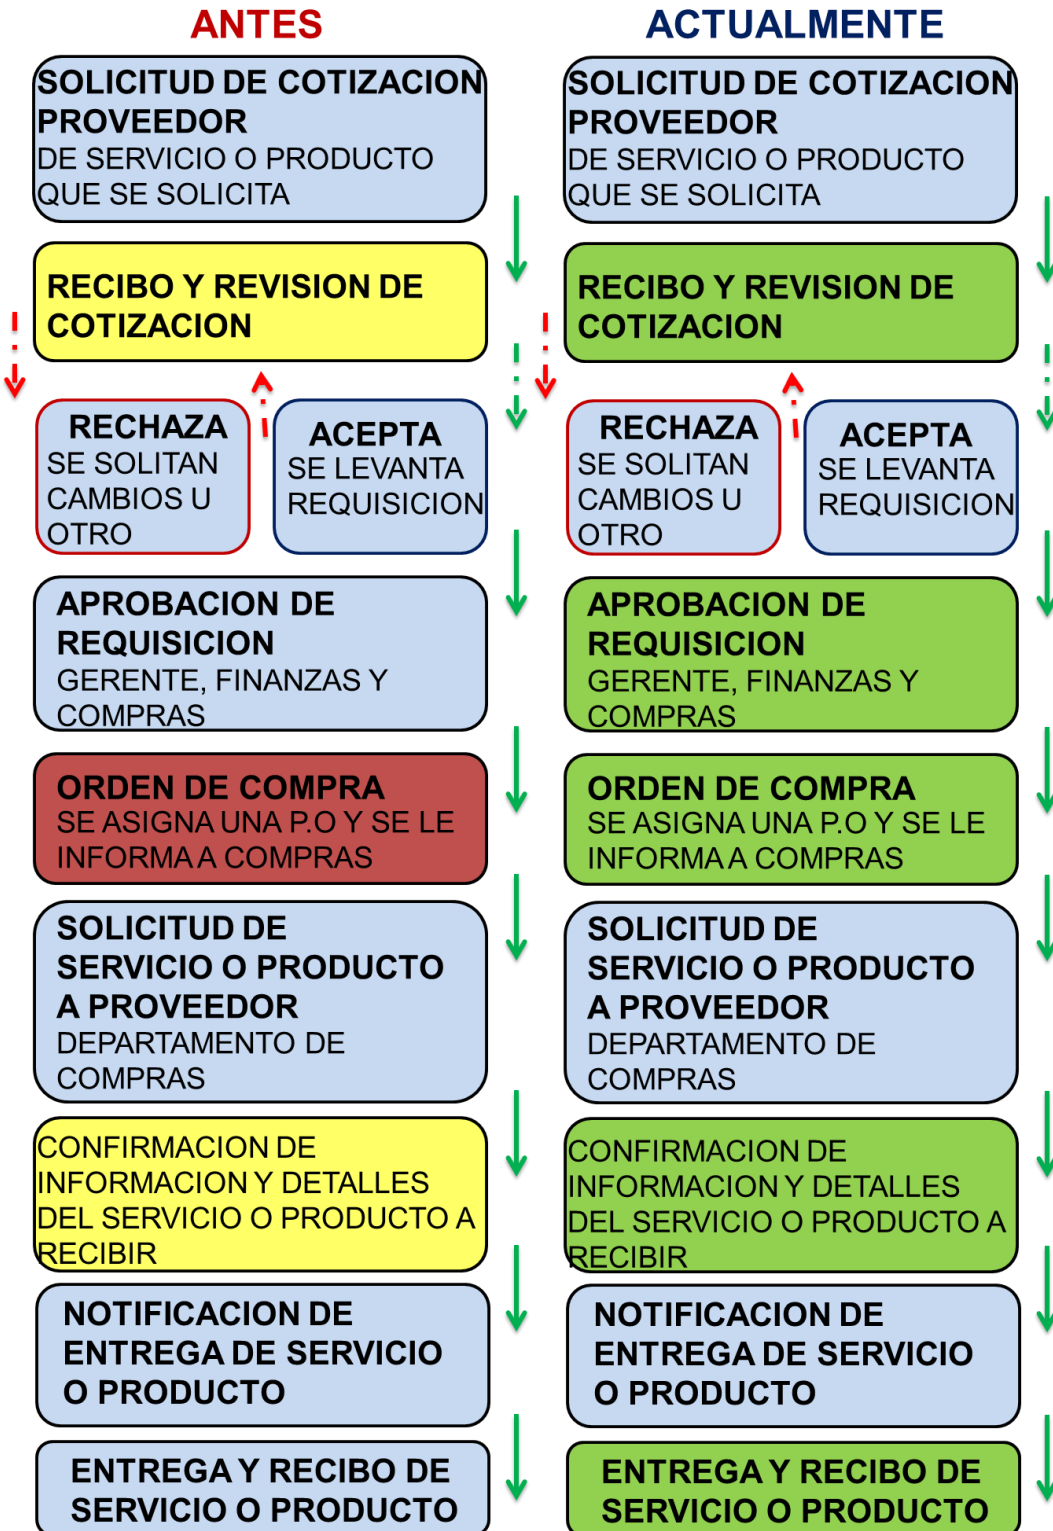 ANTES
SOLICITUD DE COTIZACION
PROVEEDOR
DE SERVICIO O PRODUCTO
QUE SE SOLICITA
RECIBO Y REVISION DE
COTIZACION
RECHAZA
SE SOLITAN
CAMBIOS U
OTRO
ACEPTA
SE LEVANTA
REQUISICION
APROBACION DE
REQUISICION
GERENTE, FINANZAS Y
COMPRAS
ORDEN DE COMPRA
SE ASIGNA UNA P.O Y SE LE
INFORMA A COMPRAS
SOLICITUD DE
SERVICIO O PRODUCTO
A PROVEEDOR
DEPARTAMENTO DE
COMPRAS
CONFIRMACION DE
INFORMACION Y DETALLES
DEL SERVICIO O PRODUCTO A
RECIBIR
NOTIFICACION DE
ENTREGA DE SERVICIO
O PRODUCTO
ENTREGA Y RECIBO DE
SERVICIO O PRODUCTO
ACTUALMENTE
SOLICITUD DE COTIZACION
PROVEEDOR
DE SERVICIO O PRODUCTO
QUE SE SOLICITA
RECIBO Y REVISION DE
COTIZACION
RECHAZA
SE SOLITAN
CAMBIOS U
OTRO
ACEPTA
SE LEVANTA
REQUISICION
APROBACION DE
REQUISICION
GERENTE, FINANZAS Y
COMPRAS
ORDEN DE COMPRA
SE ASIGNA UNA P.O Y SE LE
INFORMA A COMPRAS
SOLICITUD DE
SERVICIO O PRODUCTO
A PROVEEDOR
DEPARTAMENTO DE
COMPRAS
CONFIRMACION DE
INFORMACION Y DETALLES
DEL SERVICIO O PRODUCTO A
RECIBIR
NOTIFICACION DE
ENTREGA DE SERVICIO
O PRODUCTO
ENTREGA Y RECIBO DE
SERVICIO O PRODUCTO